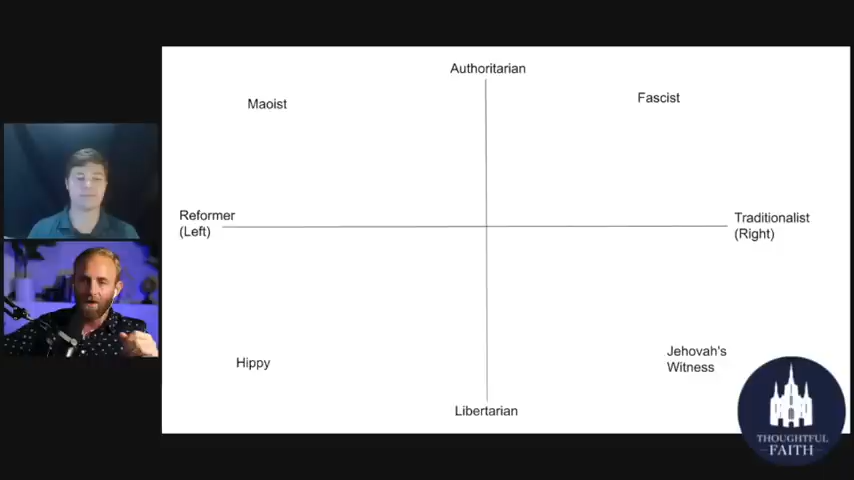 Authoritarian
Maoist
Fascist
Reformer
(Left)
Traditionalist
(Right)
Hippy
Jehovah's
Witness
Libertarian
THOUGHTFUL
FAITH